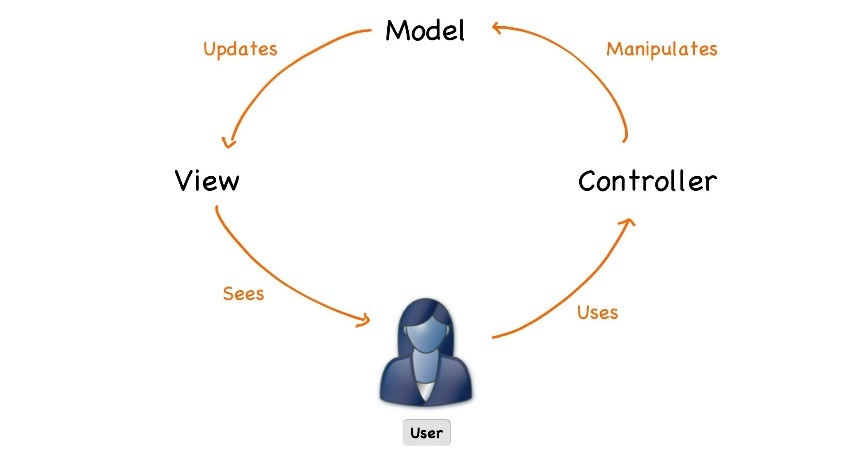 Model
Updates
Manipulates
View
Controller
Sees
Uses
User